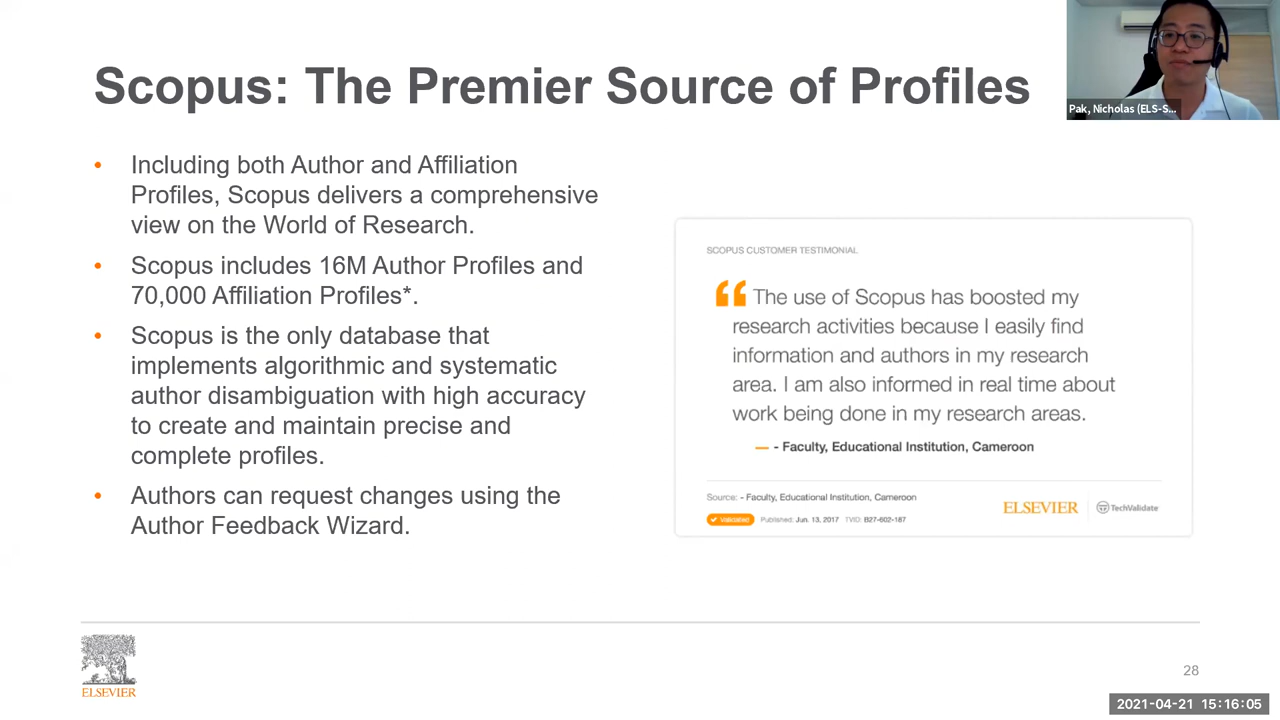 Scopus: The Premier Source of Profiles
Pak, Nicholas (ELS-S...
• Including both Author and Affiliation
Profiles, Scopus delivers a comprehensive
view on the World of Research.
• Scopus includes 16M Author Profiles and
70,000 Affiliation Profiles*.
• Scopus is the only database that
implements algorithmic and systematic
author disambiguation with high accuracy
to create and maintain precise and
complete profiles.
• Authors can request changes using the
Author Feedback Wizard.
SCOPUS CUSTOMER TESTIMONIAL
“ The use of Scopus has boosted my
research activities because I easily find
information and authors in my research
area. I am also informed in real time about
work being done in my research areas.
— - Faculty, Educational Institution, Cameroon
Source: - Faculty, Educational Institution, Cameroon
Validated Published: Jun. 13, 2017 TVID: B27-602-187
ELSEVIER TechValidate
ELSEVIER
28
2021-04-21 15:16:05